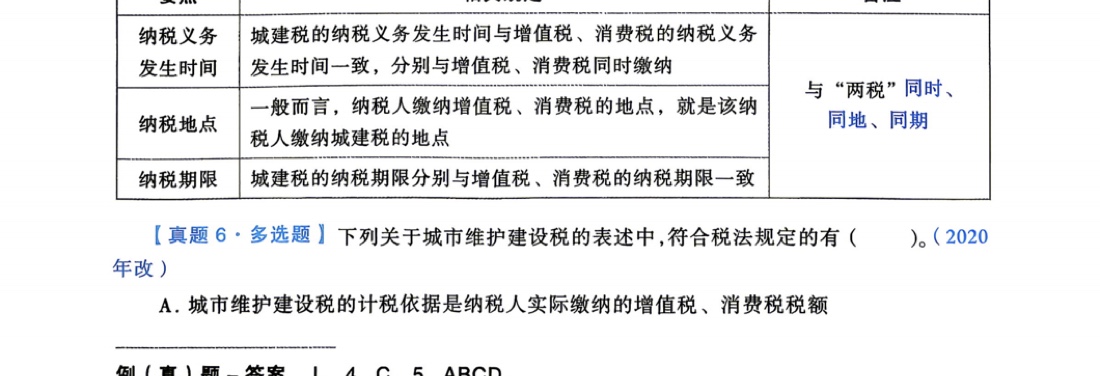 纳税义务
发生时间
城建税的纳税义务发生时间与增值税、消费税的纳税义务
发生时间一致，分别与增值税、消费税同时缴纳
与“两税”同时、
同地、同期
纳税地点
一般而言，纳税人缴纳增值税、消费税的地点，就是该纳
税人缴纳城建税的地点
纳税期限
城建税的纳税期限分别与增值税、消费税的纳税期限一致
【真题 6·多选题】下列关于城市维护建设税的表述中,符合税法规定的有（　　）。（2020
年改）
A. 城市维护建设税的计税依据是纳税人实际缴纳的增值税、消费税税额
例（真）题－答案
4 C 5 ABCD